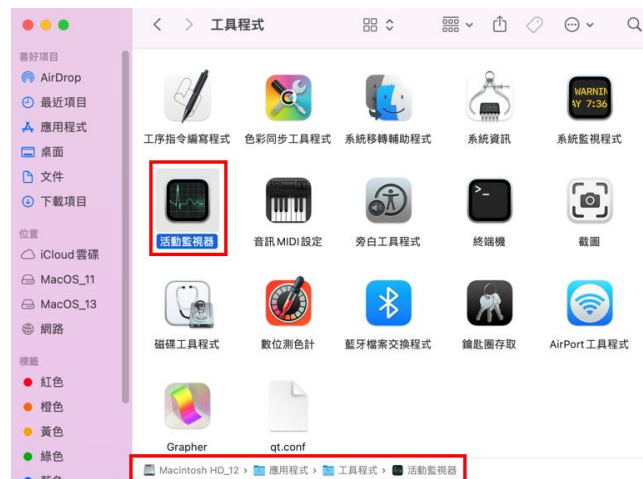 工具程式
喜好項目
AirDrop
最近項目
應用程式
桌面
文件
下載項目
位置
iCloud 雲碟
MacOS_11
MacOS_13
網路
標籤
紅色
橙色
黃色
綠色
藍色
WARNIN
AY 7:36
工序指令編寫程式 色彩同步工具程式 系統移轉輔助程式 系統資訊 系統監視程式
活動監視器 音訊 MIDI 設定 旁白工具程式 終端機 截圖
磁碟工具程式 數位測色計 藍牙檔案交換程式 鑰匙圈存取 AirPort 工具程式
Grapher qt.conf
Macintosh HD_12 › 應用程式 › 工具程式 › 活動監視器